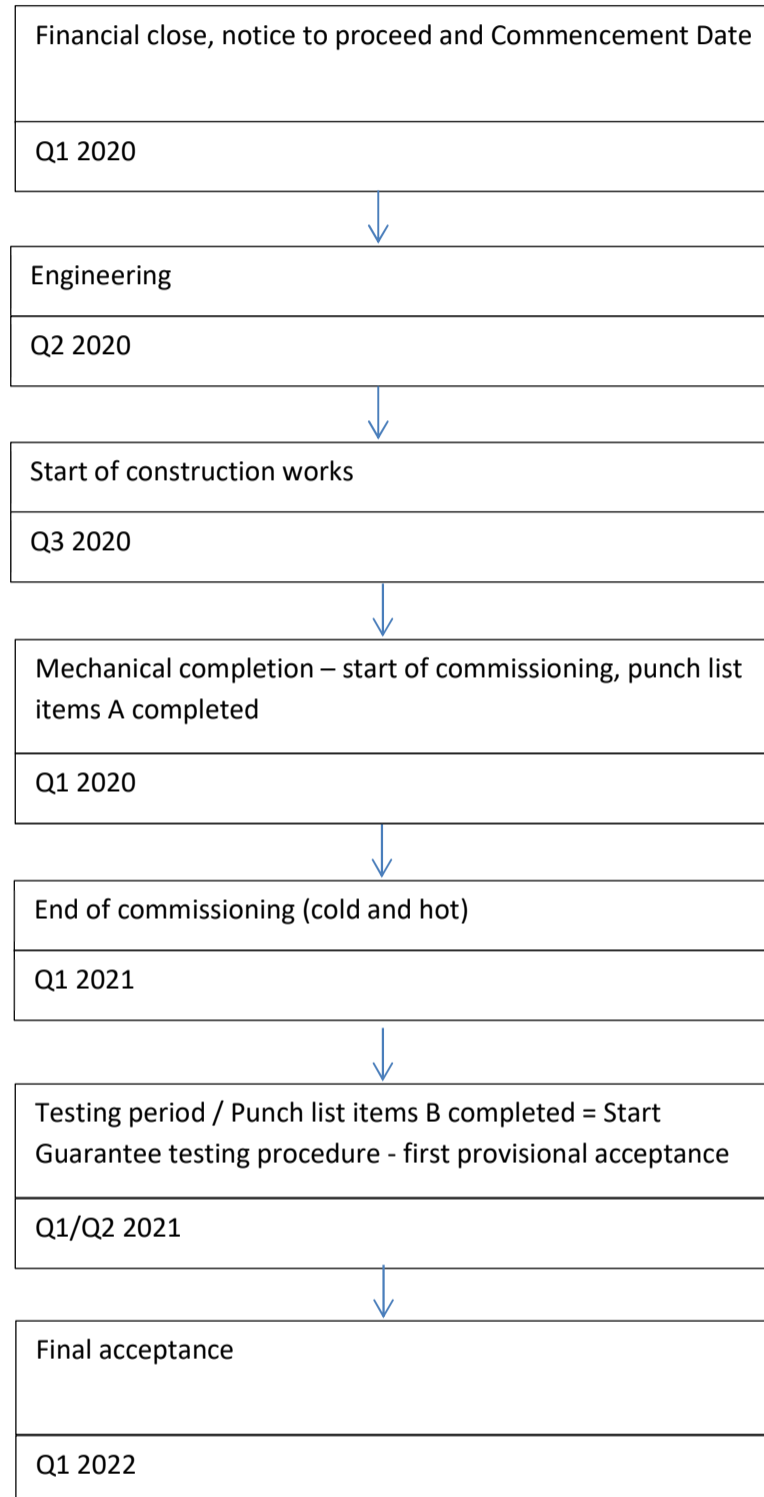 Financial close, notice to proceed and Commencement Date
Q1 2020
Engineering
Q2 2020
Start of construction works
Q3 2020
Mechanical completion – start of commissioning, punch list
items A completed
Q1 2020
End of commissioning (cold and hot)
Q1 2021
Testing period / Punch list items B completed = Start
Guarantee testing procedure - first provisional acceptance
Q1/Q2 2021
Final acceptance
Q1 2022